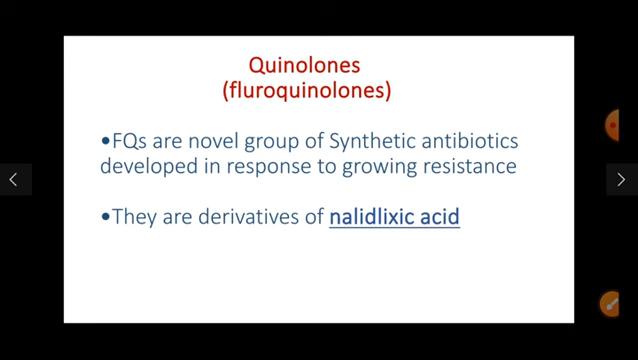 Quinolones
(fluroquinolones)
•FQs are novel group of Synthetic antibiotics
developed in response to growing resistance
•They are derivatives of nalidlixic acid